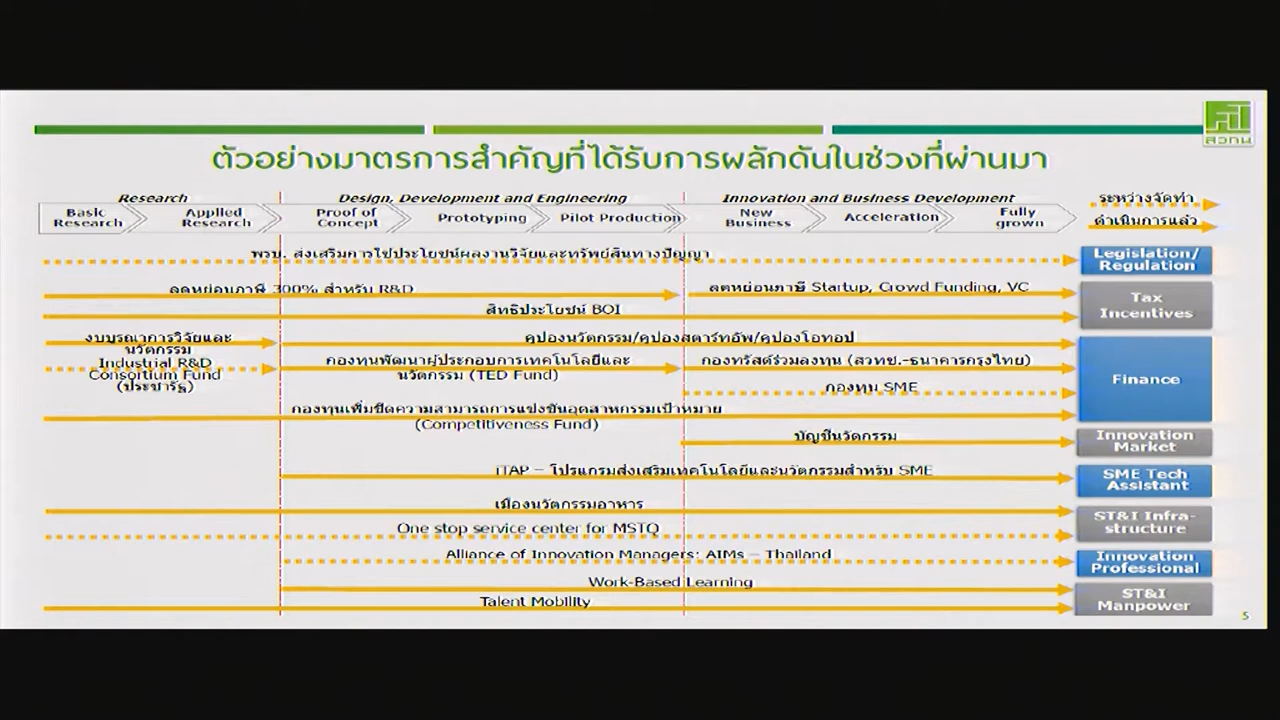 สวทน
ตัวอย่างมาตรการสำคัญที่ได้รับการผลักดันในช่วงที่ผ่านมา
Research
Design, Development and Engineering
Innovation and Business Development
ระหว่างจัดทำ
ดำเนินการแล้ว
Basic
Research
Applied
Research
Proof of
Concept
Prototyping
Pilot Production
New
Business
Acceleration
Fully
grown
พรบ. ส่งเสริมการใช้ประโยชน์ผลงานวิจัยและทรัพย์สินทางปัญญา
Legislation/
Regulation
ลดหย่อนภาษี 300% สำหรับ R&D
ลดหย่อนภาษี Startup, Crowd Funding, VC
สิทธิประโยชน์ BOI
Tax
Incentives
งบบูรณาการวิจัยและ
นวัตกรรม
คูปองนวัตกรรม/คูปองสตาร์ทอัพ/คูปองโอทอป
Industrial R&D
Consortium Fund
(ประชารัฐ)
กองทุนพัฒนาผู้ประกอบการเทคโนโลยีและ
นวัตกรรม (TED Fund)
กองทรัสต์ร่วมลงทุน (สวทช.-ธนาคารกรุงไทย)
กองทุน SME
กองทุนเพิ่มขีดความสามารถการแข่งขันอุตสาหกรรมเป้าหมาย
(Competitiveness Fund)
Finance
บัญชีนวัตกรรม
Innovation
Market
iTAP – โปรแกรมส่งเสริมเทคโนโลยีและนวัตกรรมสำหรับ SME
SME Tech
Assistant
เมืองนวัตกรรมอาหาร
One stop service center for MSTQ
ST&I Infra-
structure
Alliance of Innovation Managers: AIMs – Thailand
Innovation
Professional
Work-Based Learning
Talent Mobility
ST&I
Manpower
5